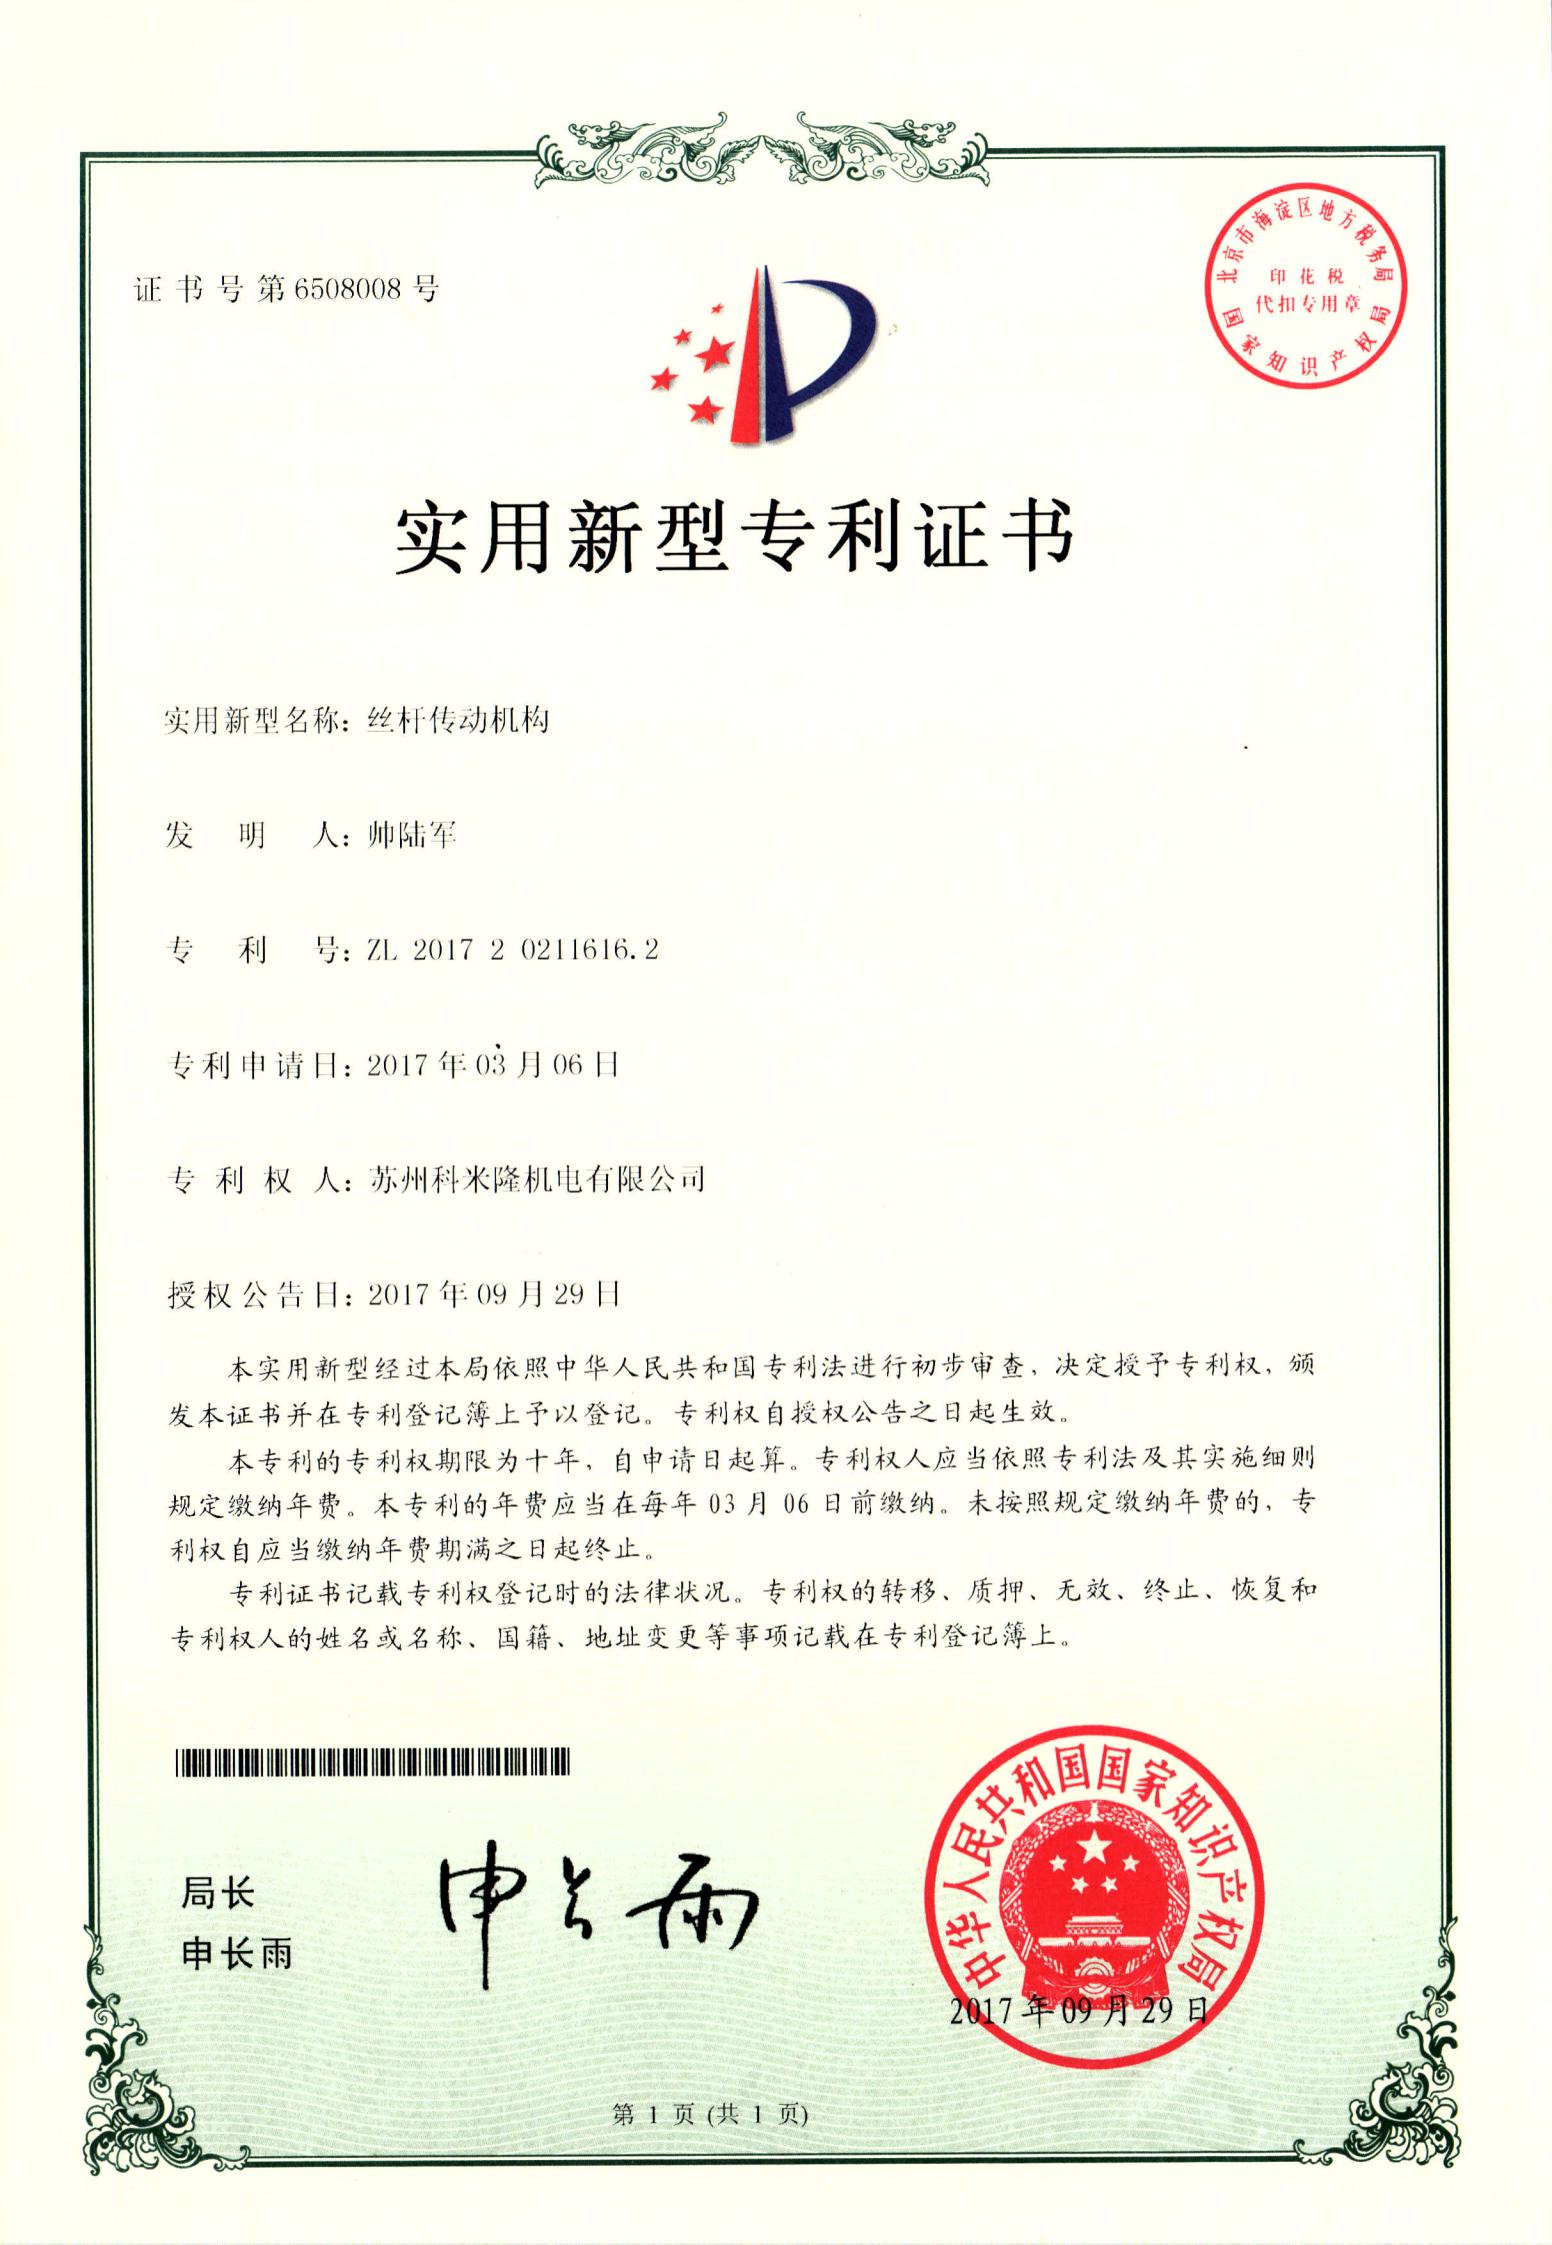 证书号第6508008号
北京市海淀区地方税务局
印花税
代扣专用章
国家知识产权局
实用新型专利证书
实用新型名称：丝杆传动机构
发明人：帅陆军
专利号：ZL 2017 2 0211616.2
专利申请日：2017年03月06日
专利权人：苏州科米隆机电有限公司
授权公告日：2017年09月29日
本实用新型经过本局依照中华人民共和国专利法进行初步审查，决定授予专利权，颁
发本证书并在专利登记簿上予以登记。专利权自授权公告之日起生效。
本专利的专利权期限为十年，自申请日起算。专利权人应当依照专利法及其实施细则
规定缴纳年费。本专利的年费应当在每年 03 月 06 日前缴纳。未按照规定缴纳年费的，专
利权自应当缴纳年费期满之日起终止。
专利证书记载专利权登记时的法律状况。专利权的转移、质押、无效、终止、恢复和
专利权人的姓名或名称、国籍、地址变更等事项记载在专利登记簿上。
局长
申长雨
申长雨
中华人民共和国国家知识产权局
2017年09月29日
第 1 页 (共 1 页)